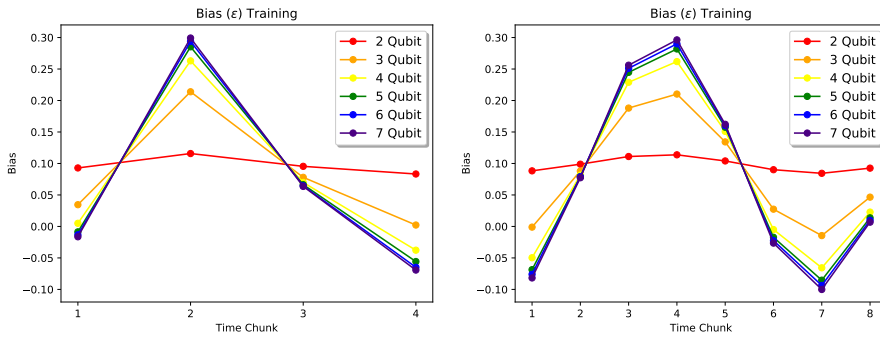 Bias (ε) Training
Bias
0.30
0.25
0.20
0.15
0.10
0.05
0.00
−0.05
−0.10
1 2 3 4
Time Chunk
2 Qubit
3 Qubit
4 Qubit
5 Qubit
6 Qubit
7 Qubit
Bias (ε) Training
Bias
0.30
0.25
0.20
0.15
0.10
0.05
0.00
−0.05
−0.10
1 2 3 4 5 6 7 8
Time Chunk
2 Qubit
3 Qubit
4 Qubit
5 Qubit
6 Qubit
7 Qubit